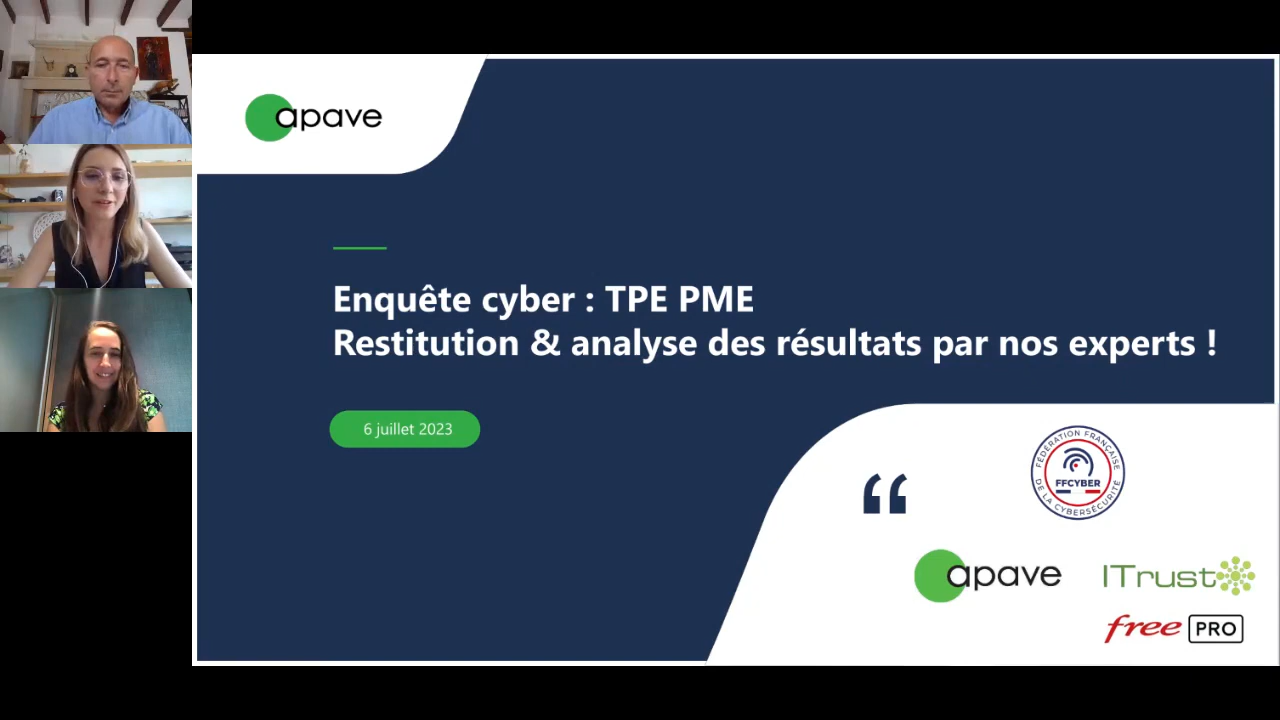 apave
Enquête cyber : TPE PME
Restitution & analyse des résultats par nos experts !
6 juillet 2023
“
FÉDÉRATION FRANÇAISE
FFCYBER
DE LA CYBERSÉCURITÉ
apave
ITrust
free PRO